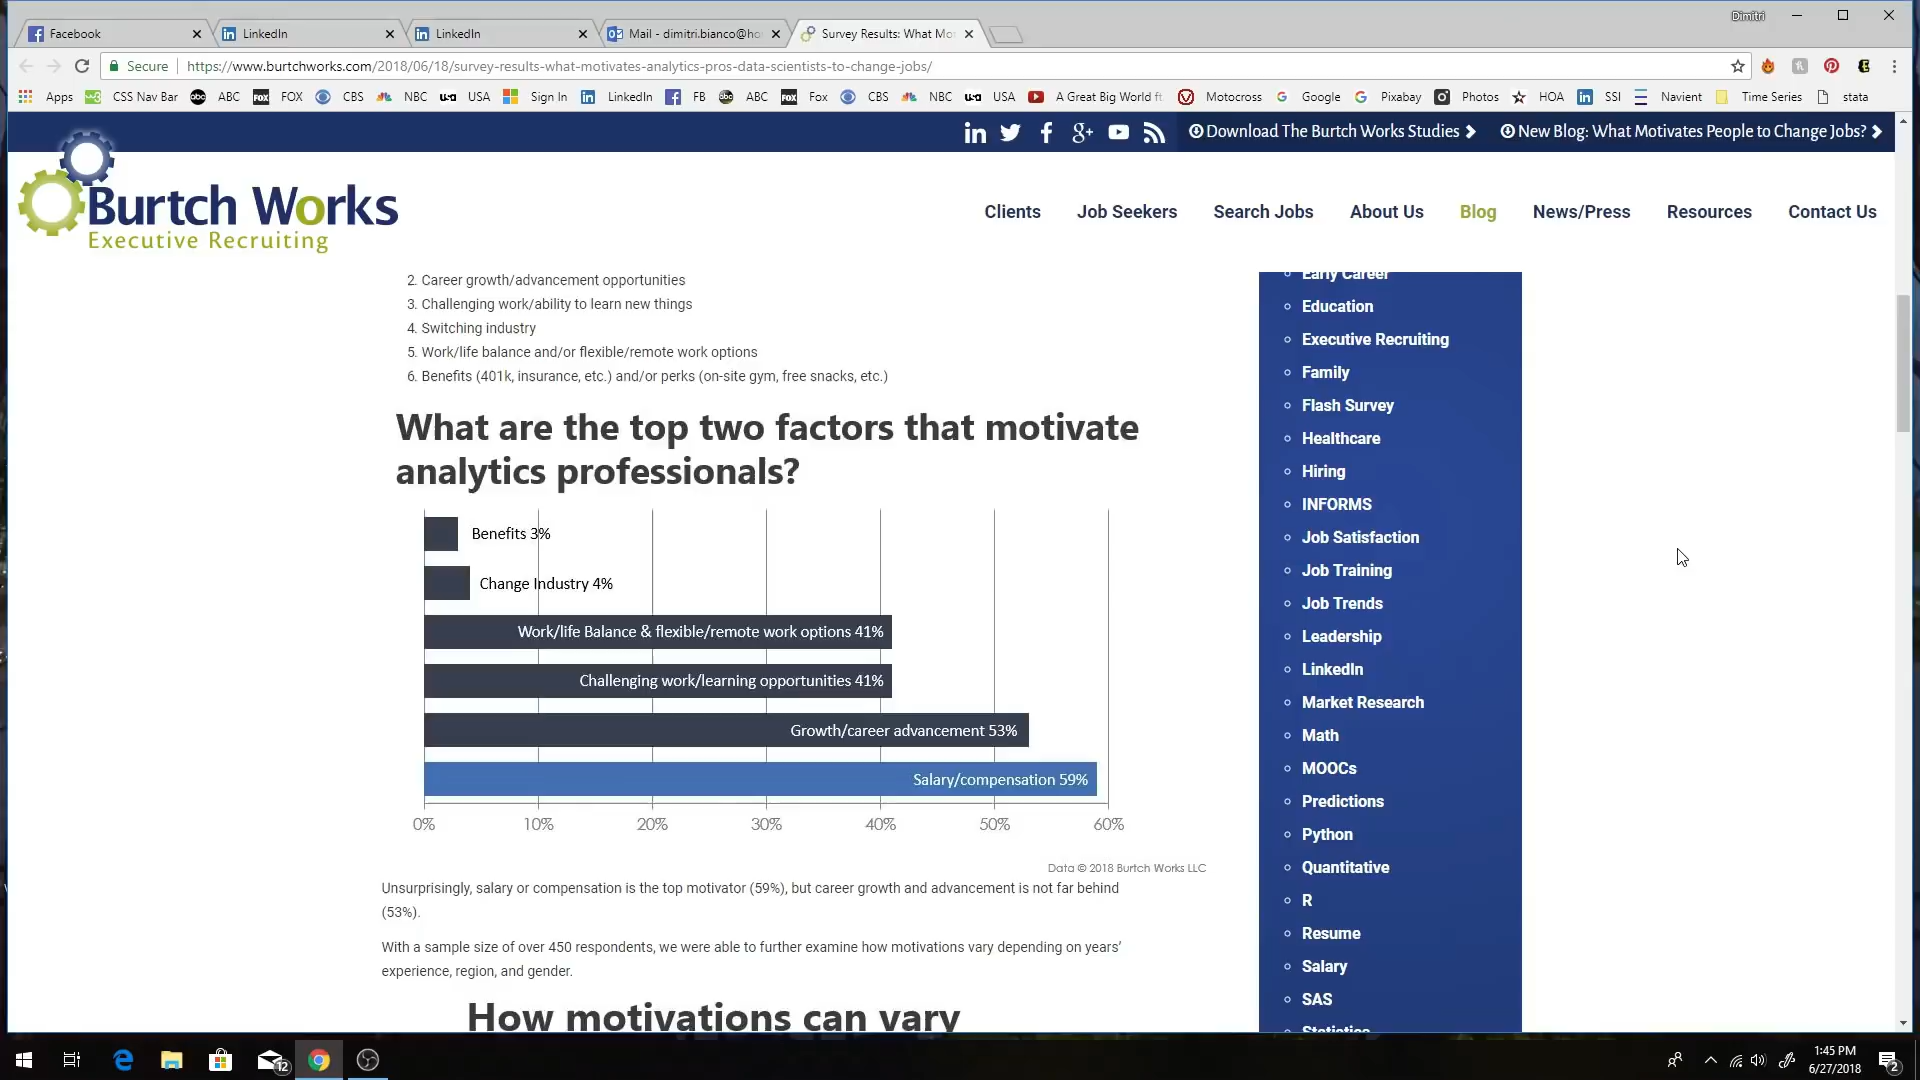 Dimitri
Facebook
LinkedIn
LinkedIn
Mail - dimitri.bianco@ho
Survey Results: What Mo
Secure
https://www.burtchworks.com/2018/06/18/survey-results-what-motivates-analytics-pros-data-scientists-to-change-jobs/
Apps CSS Nav Bar ABC FOX CBS NBC USA Sign In LinkedIn FB ABC Fox CBS NBC USA A Great Big World ft Motocross Google Pixabay Photos HOA SSI Navient Time Series stata
Download The Burtch Works Studies
New Blog: What Motivates People to Change Jobs?
Burtch Works
Executive Recruiting
Clients Job Seekers Search Jobs About Us Blog News/Press Resources Contact Us
2. Career growth/advancement opportunities
3. Challenging work/ability to learn new things
4. Switching industry
5. Work/life balance and/or flexible/remote work options
6. Benefits (401k, insurance, etc.) and/or perks (on-site gym, free snacks, etc.)
What are the top two factors that motivate
analytics professionals?
Benefits 3%
Change Industry 4%
Work/life Balance & flexible/remote work options 41%
Challenging work/learning opportunities 41%
Growth/career advancement 53%
Salary/compensation 59%
0% 10% 20% 30% 40% 50% 60%
Data © 2018 Burtch Works LLC
Unsurprisingly, salary or compensation is the top motivator (59%), but career growth and advancement is not far behind
(53%).
With a sample size of over 450 respondents, we were able to further examine how motivations vary depending on years’
experience, region, and gender.
How motivations can vary
Early Career
Education
Executive Recruiting
Family
Flash Survey
Healthcare
Hiring
INFORMS
Job Satisfaction
Job Training
Job Trends
Leadership
LinkedIn
Market Research
Math
MOOCs
Predictions
Python
Quantitative
R
Resume
Salary
SAS
Statistics
12
1:45 PM
6/27/2018
2